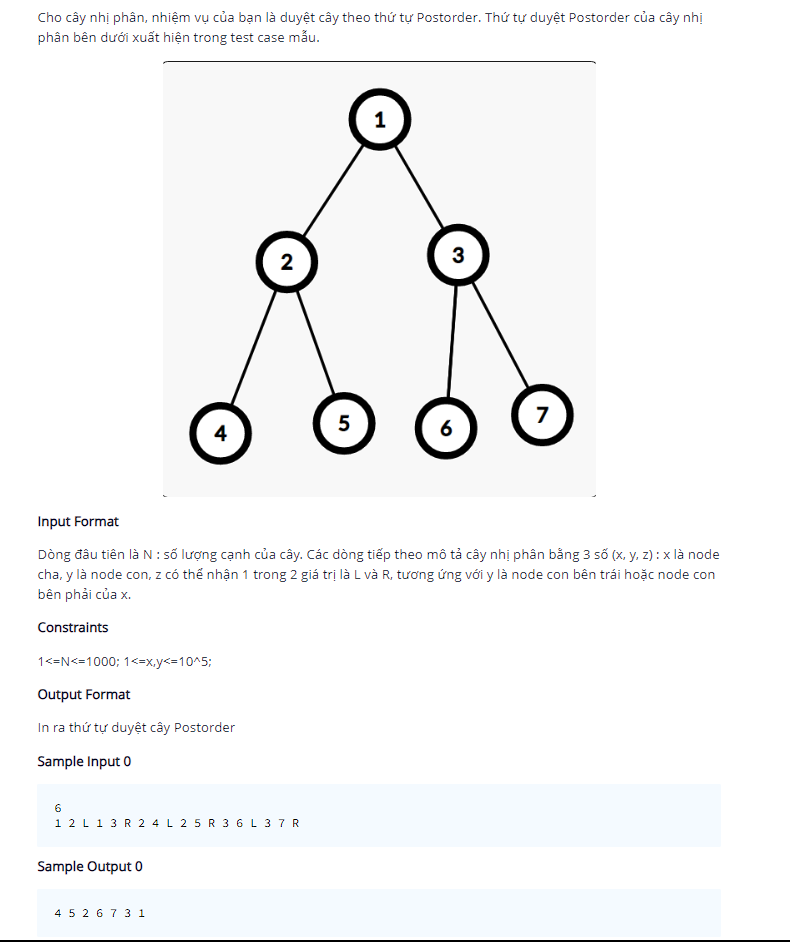 Cho cây nhị phân, nhiệm vụ của bạn là duyệt cây theo thứ tự Postorder. Thứ tự duyệt Postorder của cây nhị
phân bên dưới xuất hiện trong test case mẫu.
1
2
3
4
5
6
7
Input Format
Dòng đâu tiên là N : số lượng cạnh của cây. Các dòng tiếp theo mô tả cây nhị phân bằng 3 số (x, y, z) : x là node
cha, y là node con, z có thể nhận 1 trong 2 giá trị là L và R, tương ứng với y là node con bên trái hoặc node con
bên phải của x.
Constraints
1<=N<=1000; 1<=x,y<=10^5;
Output Format
In ra thứ tự duyệt cây Postorder
Sample Input 0
6
1 2 L 1 3 R 2 4 L 2 5 R 3 6 L 3 7 R
Sample Output 0
4 5 2 6 7 3 1